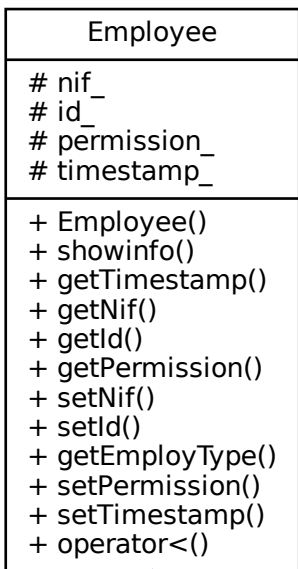 Employee
# nif_
# id_
# permission_
# timestamp_
+ Employee()
+ showinfo()
+ getTimestamp()
+ getNif()
+ getId()
+ getPermission()
+ setNif()
+ setId()
+ getEmployType()
+ setPermission()
+ setTimestamp()
+ operator<()